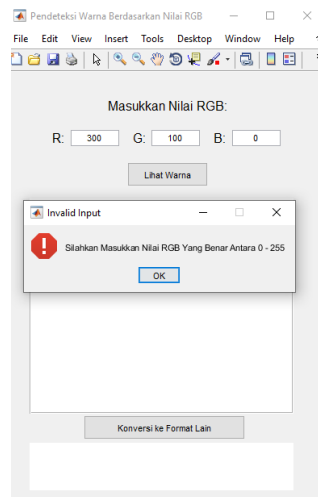 Pendeteksi Warna Berdasarkan Nilai RGB
File Edit View Insert Tools Desktop Window Help
Masukkan Nilai RGB:
R: 300 G: 100 B: 0
Lihat Warna
Invalid Input
Silahkan Masukkan Nilai RGB Yang Benar Antara 0 - 255
OK
Konversi ke Format Lain